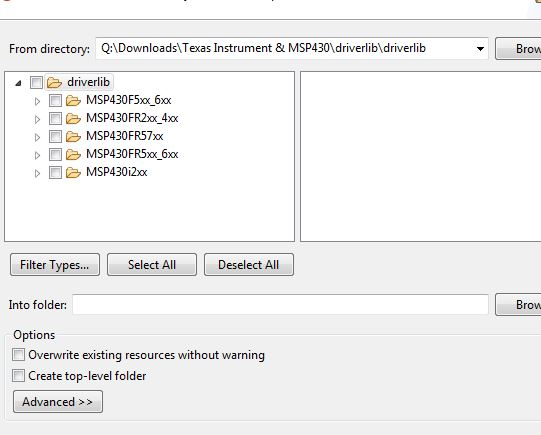 From directory: Q:\Downloads\Texas Instrument & MSP430\driverlib\driverlib Brow
driverlib
MSP430F5xx_6xx
MSP430FR2xx_4xx
MSP430FR57xx
MSP430FR5xx_6xx
MSP430i2xx
Filter Types... Select All Deselect All
Into folder: Brow
Options
Overwrite existing resources without warning
Create top-level folder
Advanced >>